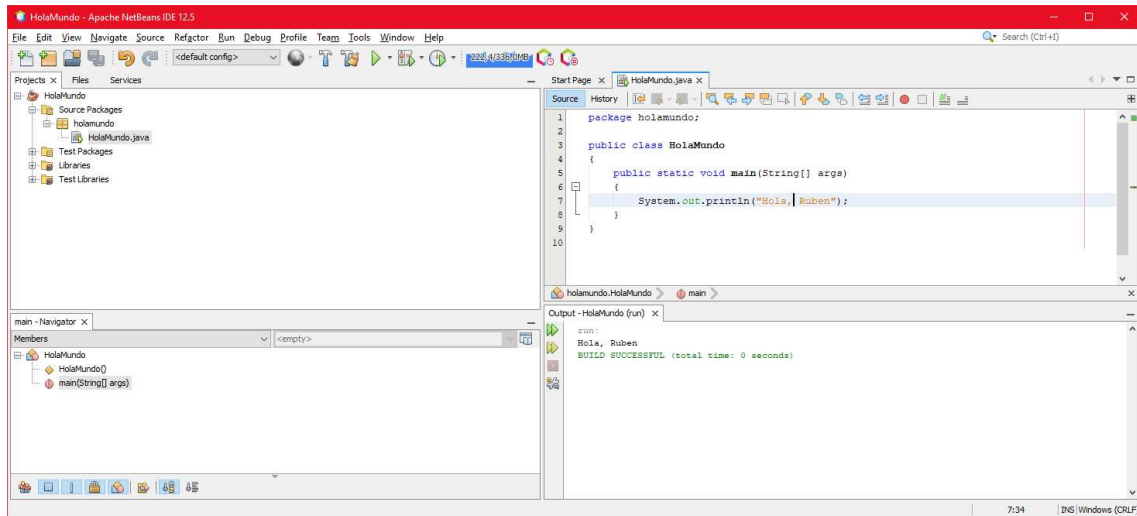 HolaMundo - Apache NetBeans IDE 12.5
File Edit View Navigate Source Refactor Run Debug Profile Team Tools Window Help
Search (Ctrl+I)
<default config>
222,4/336,0MB
Projects Files Services
HolaMundo
Source Packages
holamundo
HolaMundo.java
Test Packages
Libraries
Test Libraries
Start Page HolaMundo.java
Source History
1 package holamundo;
2
3 public class HolaMundo
4 {
5 public static void main(String[] args)
6 {
7 System.out.println("Hola, Ruben");
8 }
9 }
10
holamundo.HolaMundo main
main - Navigator
Members <empty>
HolaMundo
HolaMundo()
main(String[] args)
Output - HolaMundo (run)
run:
Hola, Ruben
BUILD SUCCESSFUL (total time: 0 seconds)
7:34 INS Windows (CRLF